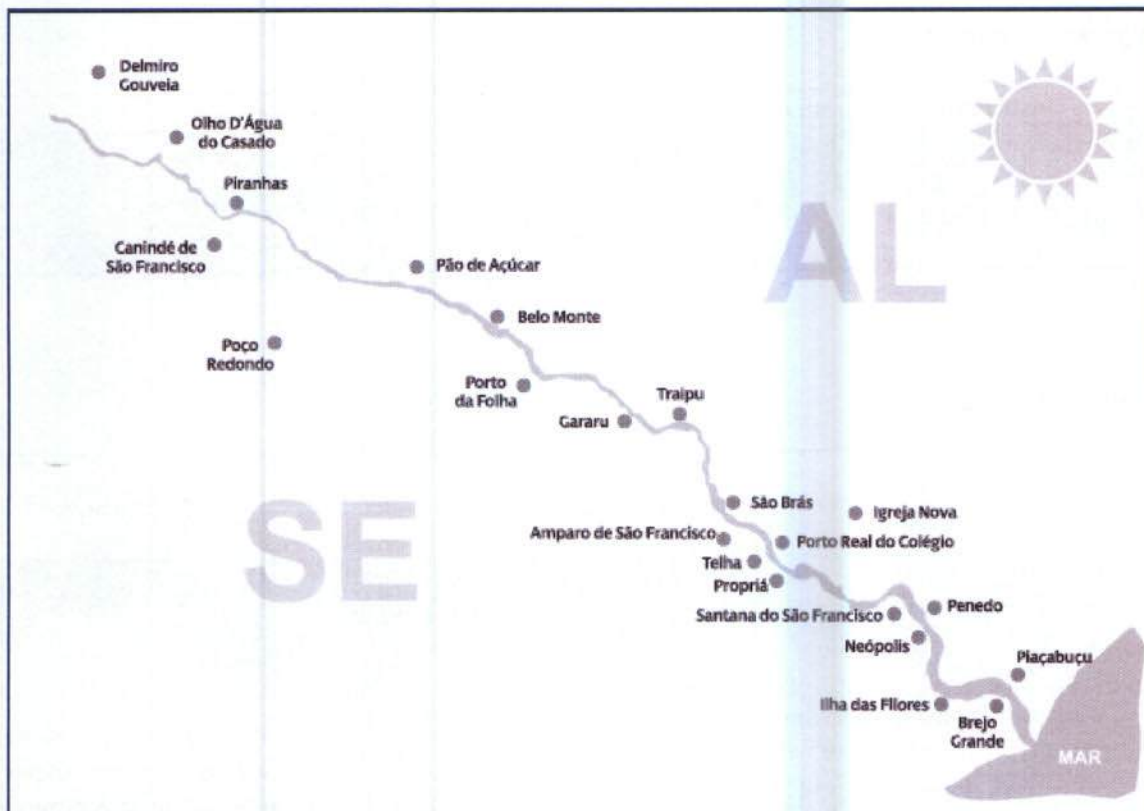 Delmiro
Gouveia
Olho D'Água
do Casado
Piranhas
Canindé de
São Francisco
AL
Pão de Açúcar
Belo Monte
Poço
Redondo
Porto
da Folha
Traipu
Gararu
SE
São Brás
Igreja Nova
Amparo de São Francisco
Porto Real do Colégio
Telha
Propriá
Santana do São Francisco
Penedo
Neópolis
Piaçabuçu
Ilha das Fllores
Brejo
Grande
MAR